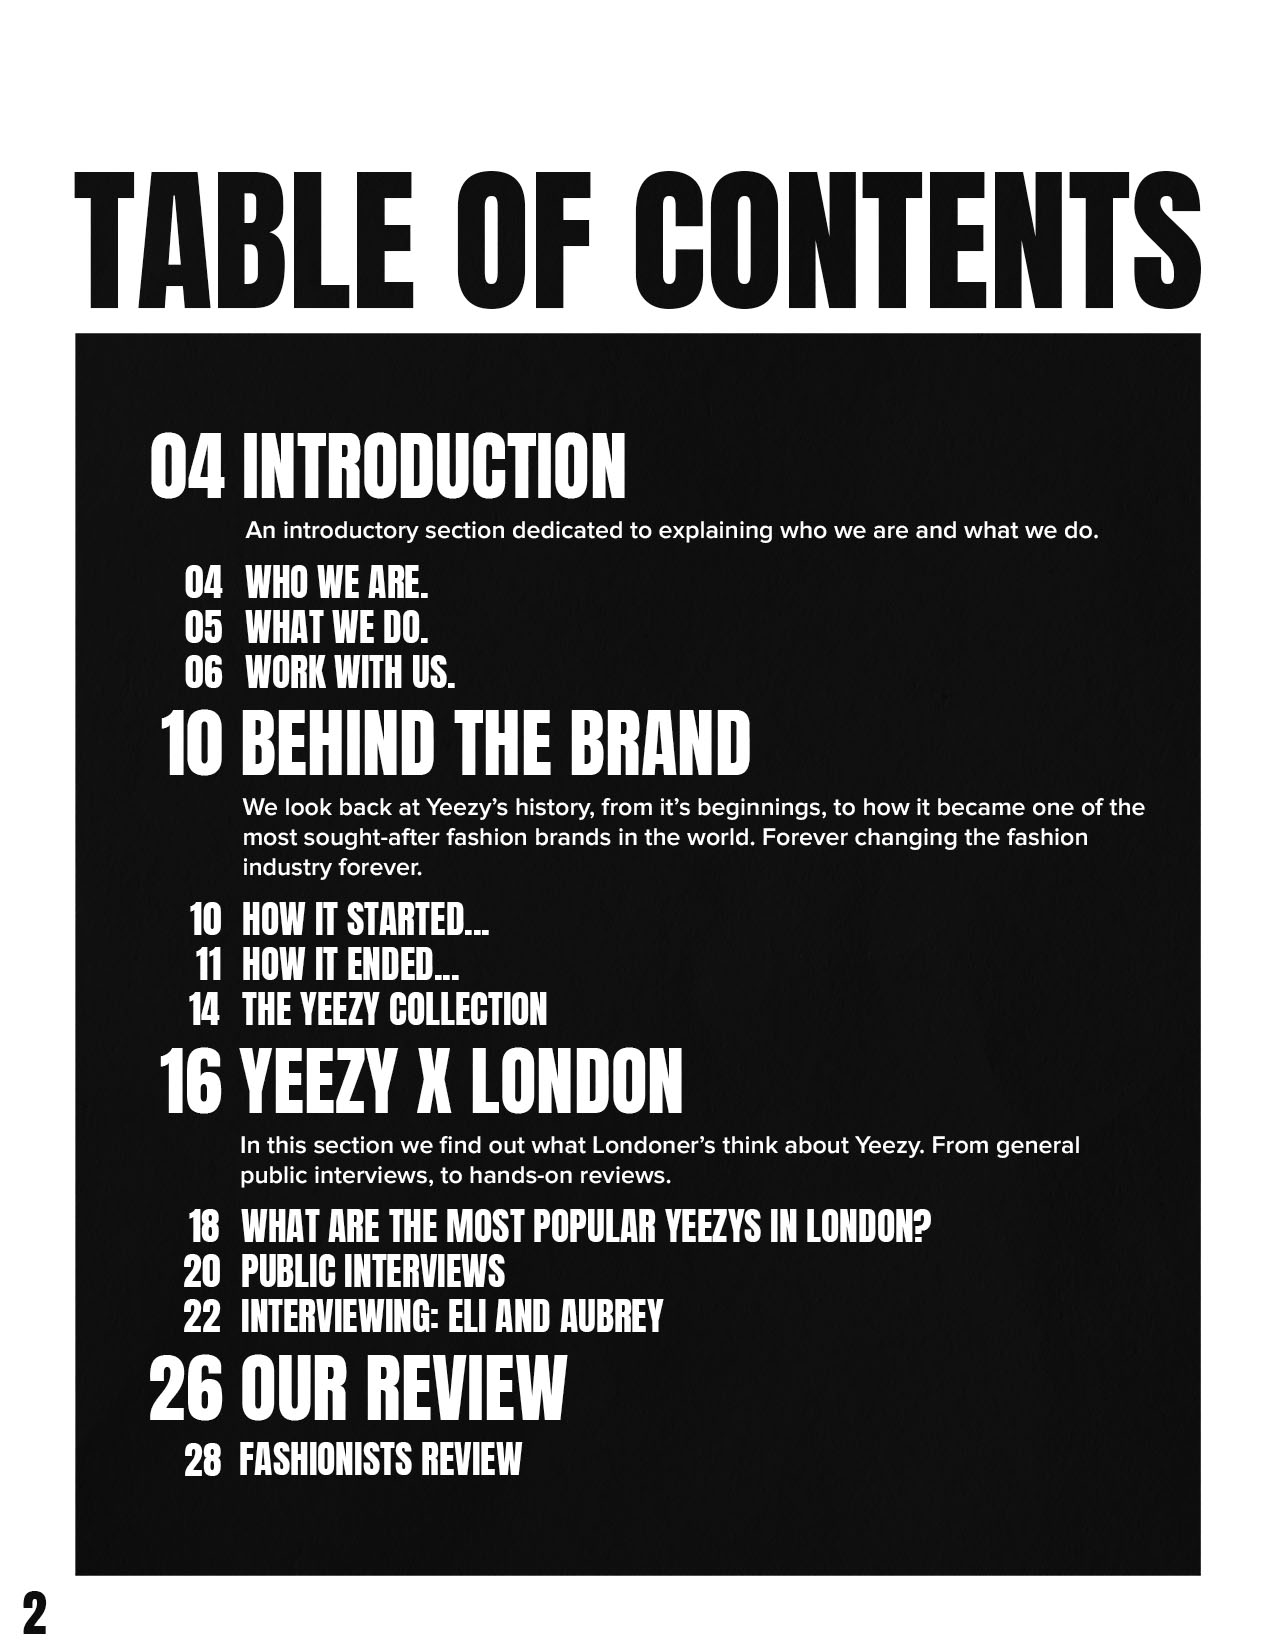 TABLE OF CONTENTS
04 INTRODUCTION
An introductory section dedicated to explaining who we are and what we do.
04 WHO WE ARE.
05 WHAT WE DO.
06 WORK WITH US.
10 BEHIND THE BRAND
We look back at Yeezy’s history, from it’s beginnings, to how it became one of the
most sought-after fashion brands in the world. Forever changing the fashion
industry forever.
10 HOW IT STARTED...
11 HOW IT ENDED...
14 THE YEEZY COLLECTION
16 YEEZY X LONDON
In this section we find out what Londoner’s think about Yeezy. From general
public interviews, to hands-on reviews.
18 WHAT ARE THE MOST POPULAR YEEZYS IN LONDON?
20 PUBLIC INTERVIEWS
22 INTERVIEWING: ELI AND AUBREY
26 OUR REVIEW
28 FASHIONISTS REVIEW
2